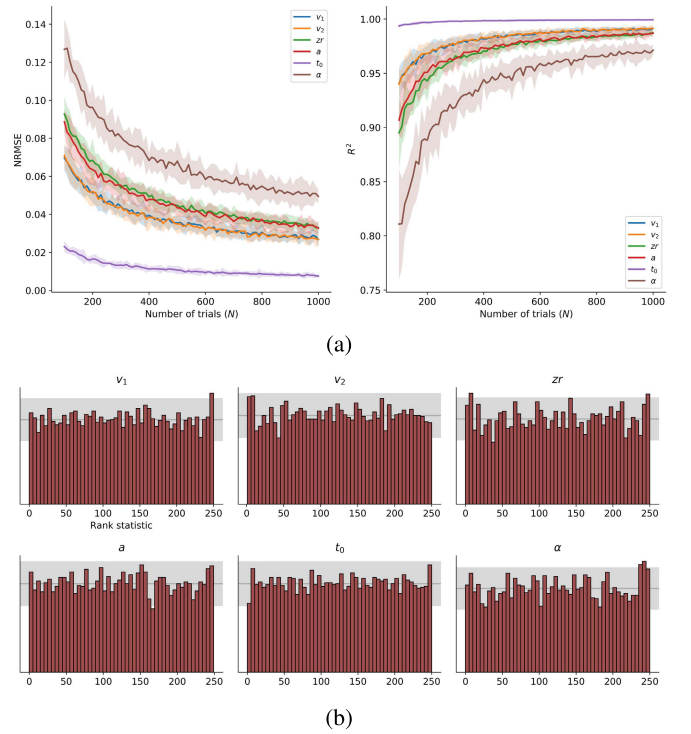 0.14
0.12
0.10
0.08
0.06
0.04
0.02
0.00
NRMSE
200 400 600 800 1000
Number of trials (N)
v₁
v₂
zr
a
t₀
α
1.00
0.95
0.90
0.85
0.80
0.75
R²
200 400 600 800 1000
Number of trials (N)
v₁
v₂
zr
a
t₀
α
(a)
v₁ v₂ zr
0 50 100 150 200 250 0 50 100 150 200 250 0 50 100 150 200 250
Rank statistic
a t₀ α
0 50 100 150 200 250 0 50 100 150 200 250 0 50 100 150 200 250
(b)